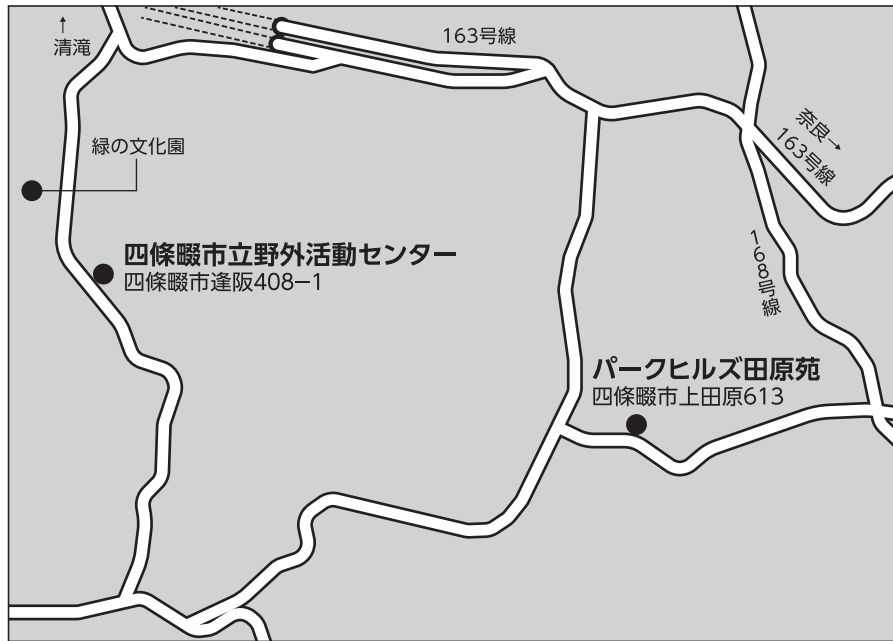 ↑
清滝
163号線
緑の文化園
奈良→
163号線
四條畷市立野外活動センター
四條畷市逢阪408−1
168号線
パークヒルズ田原苑
四條畷市上田原613